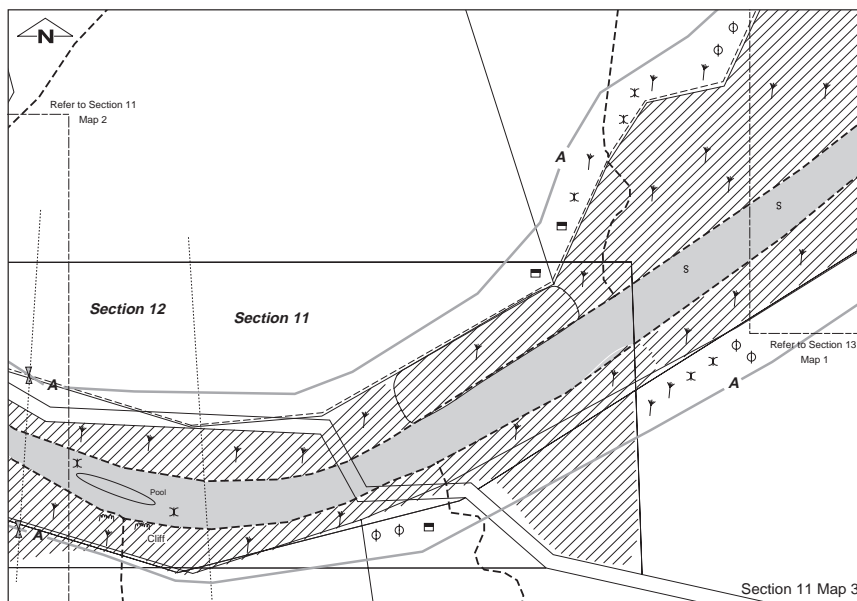 N
Refer to Section 11
Map 2
A
S
S
Section 12
Section 11
Refer to Section 13
Map 1
A
A
Pool
A
Cliff
Section 11 Map 3